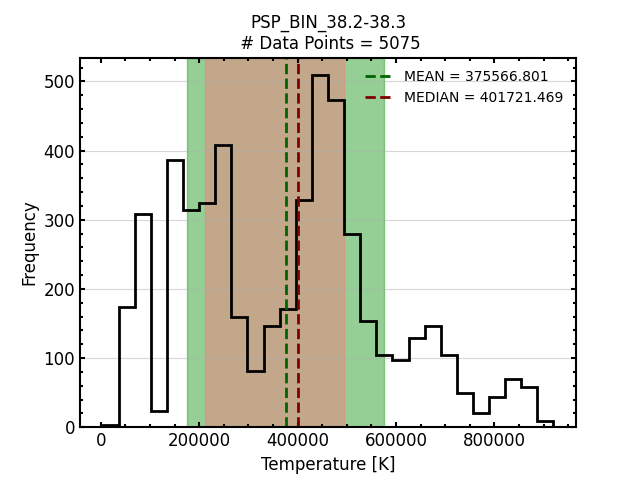 PSP_BIN_38.2-38.3
# Data Points = 5075
MEAN = 375566.801
MEDIAN = 401721.469
Frequency
500
400
300
200
100
0
0 200000 400000 600000 800000
Temperature [K]